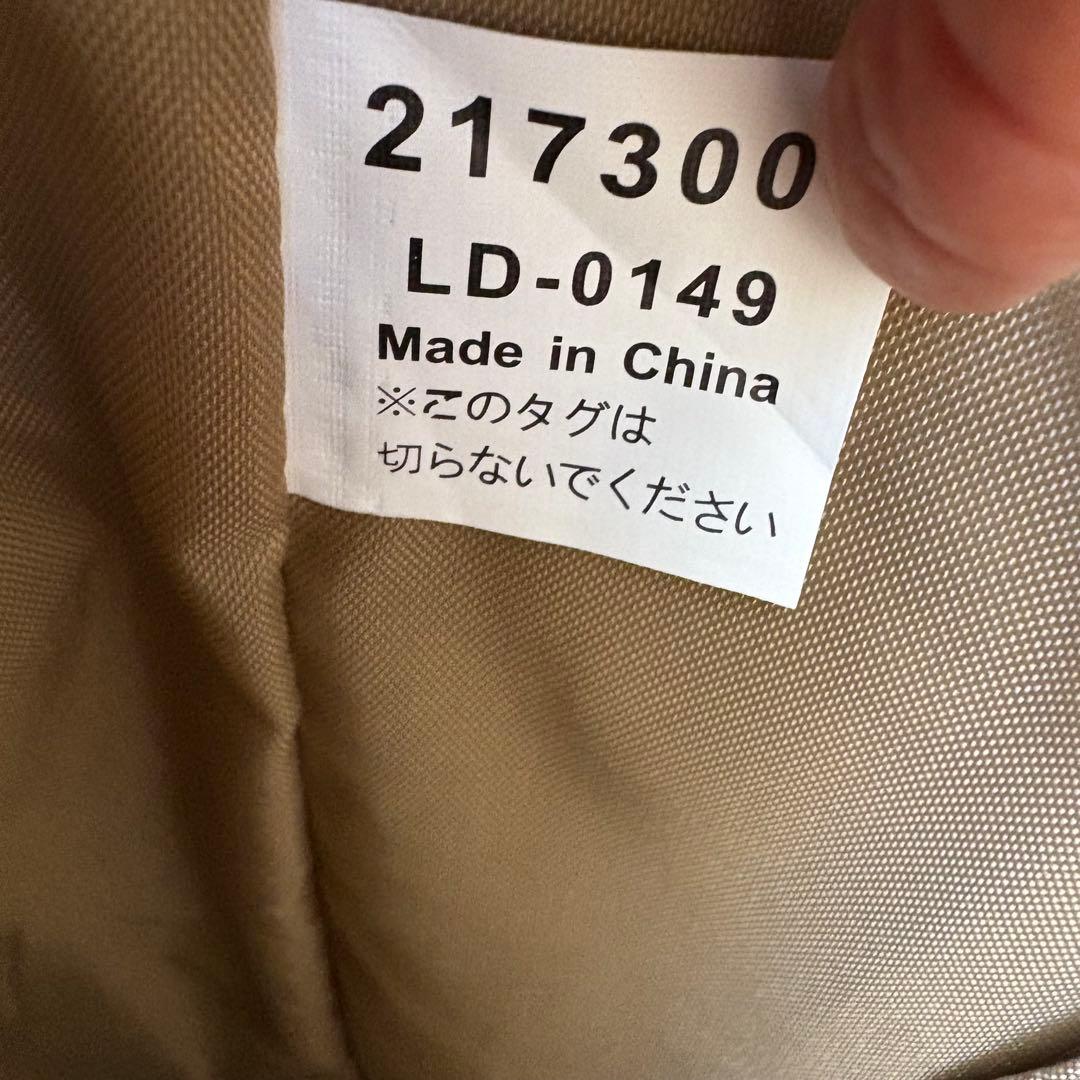 217300
LD-0149
Made in China
※このタグは
切らないでください